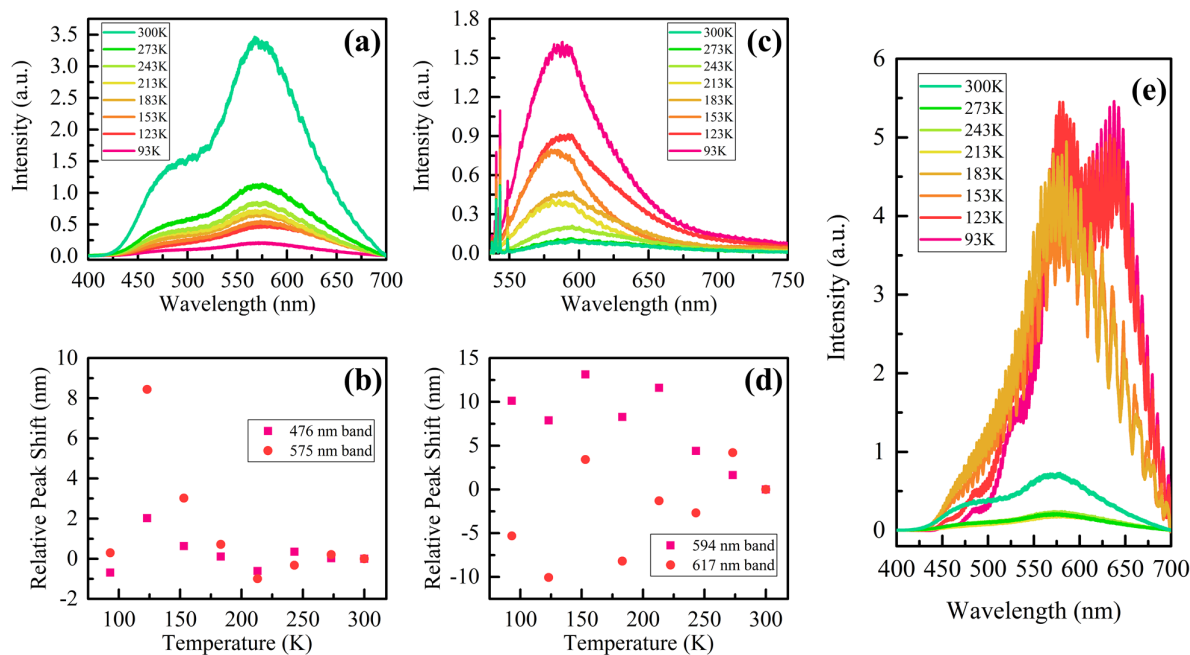 (a)
300K
273K
243K
213K
183K
153K
123K
93K
Intensity (a.u.)
3.5
3.0
2.5
2.0
1.5
1.0
0.5
0.0
400 450 500 550 600 650 700
Wavelength (nm)
(c)
300K
273K
243K
213K
183K
153K
123K
93K
Intensity (a.u.)
1.8
1.5
1.2
0.9
0.6
0.3
0.0
550 600 650 700 750
Wavelength (nm)
(e)
300K
273K
243K
213K
183K
153K
123K
93K
Intensity (a.u.)
6
5
4
3
2
1
0
400 450 500 550 600 650 700
Wavelength (nm)
(b)
476 nm band
575 nm band
Relative Peak Shift (nm)
10
8
6
4
2
0
-2
100 150 200 250 300
Temperature (K)
(d)
594 nm band
617 nm band
Relative Peak Shift (nm)
15
10
5
0
-5
-10
100 150 200 250 300
Temperature (K)